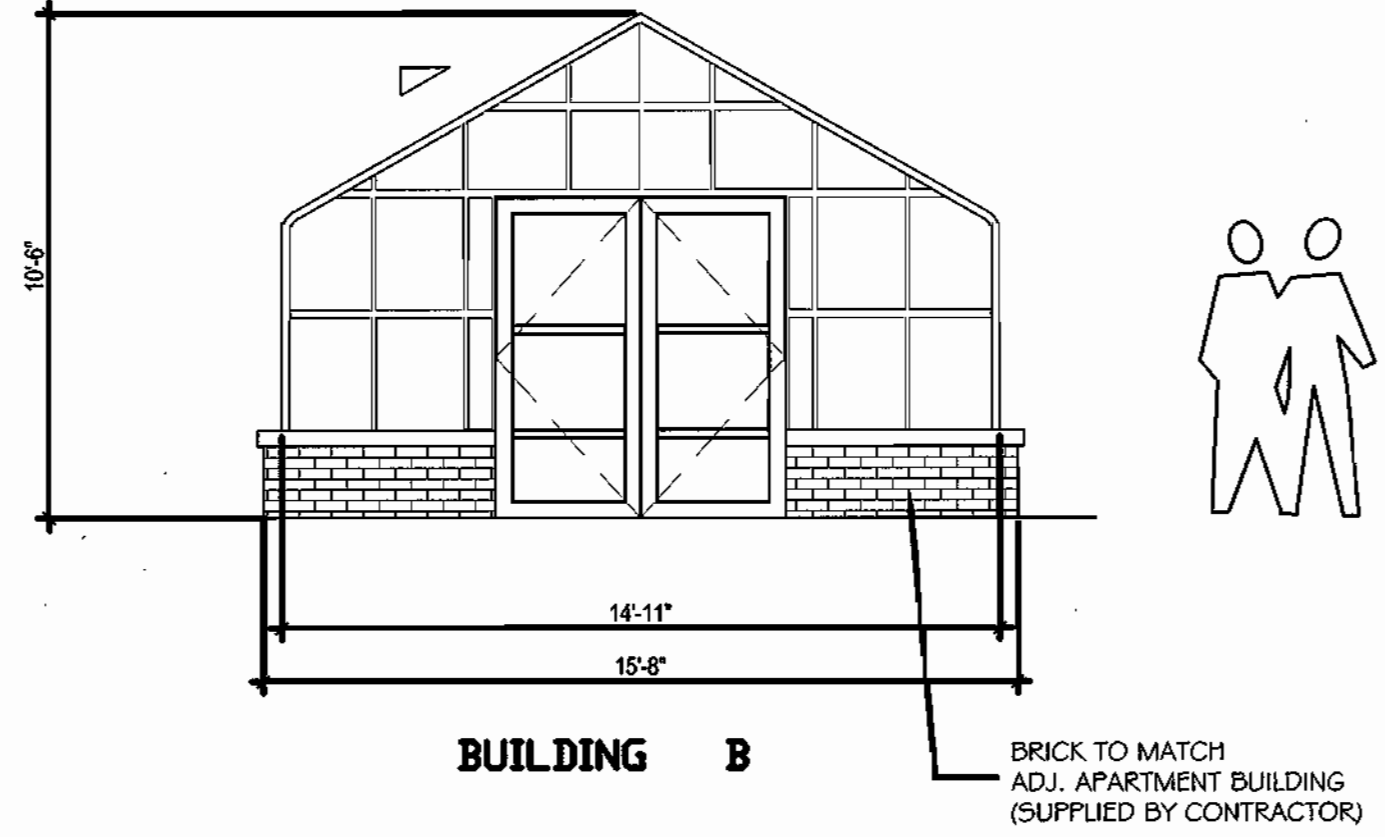 10'-6"
14'-11"
15'-8"
BUILDING B
BRICK TO MATCH
ADJ. APARTMENT BUILDING
(SUPPLIED BY CONTRACTOR)